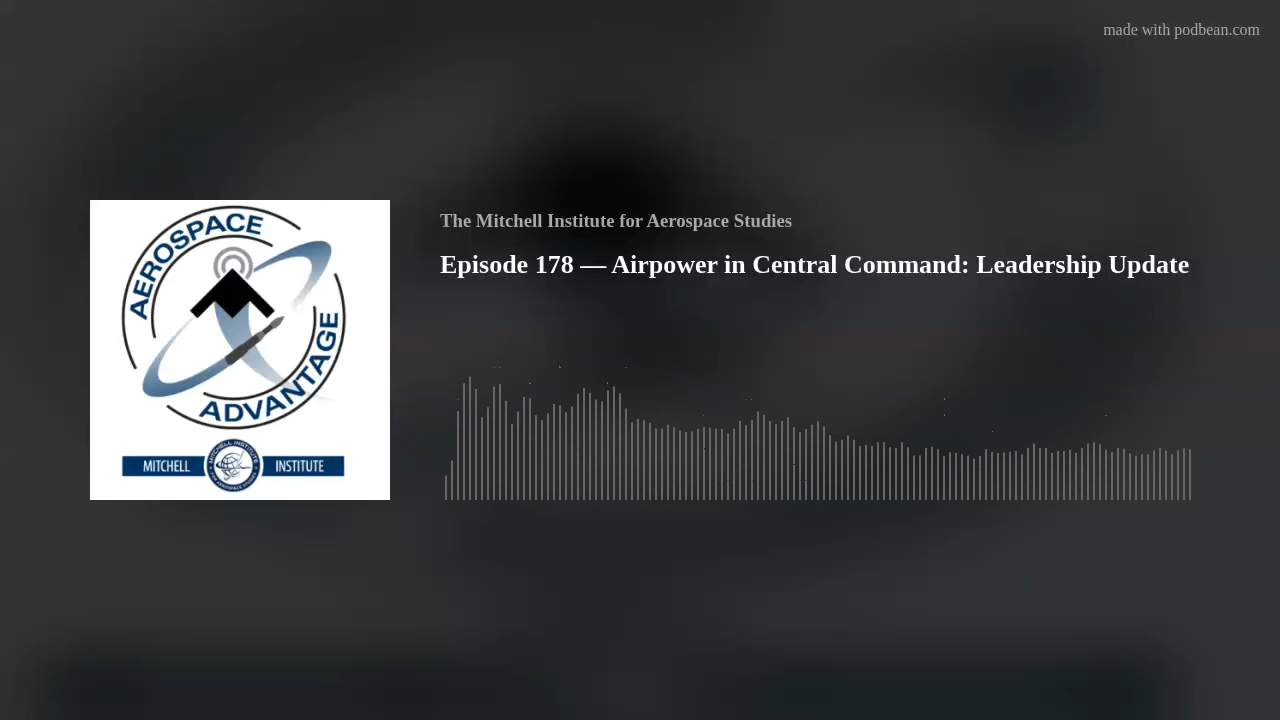 made with podbean.com
The Mitchell Institute for Aerospace Studies
Episode 178 — Airpower in Central Command: Leadership Update
AEROSPACE
ADVANTAGE
MITCHELL INSTITUTE